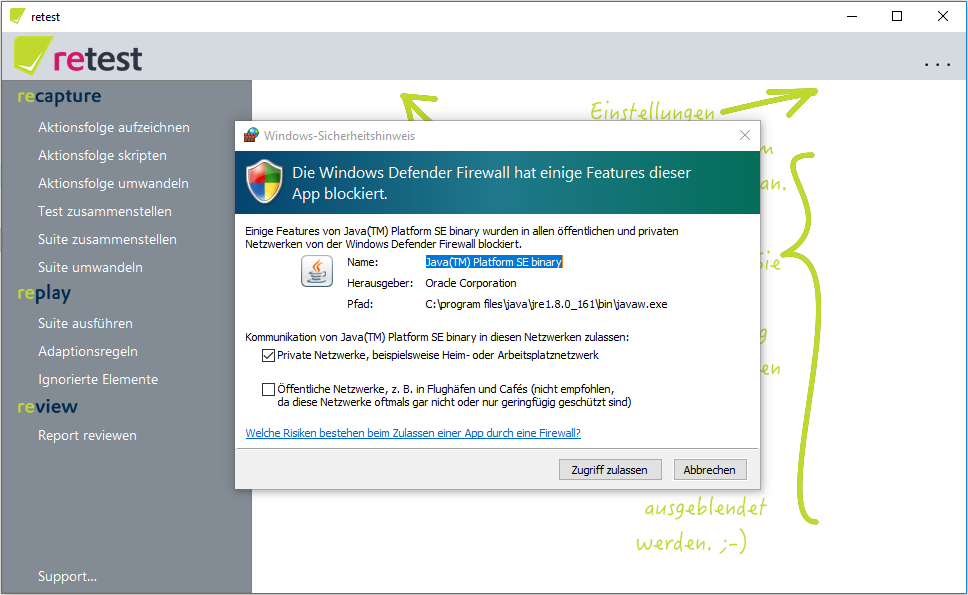 retest
retest
...
recapture
Aktionsfolge aufzeichnen
Aktionsfolge skripten
Aktionsfolge umwandeln
Test zusammenstellen
Suite zusammenstellen
Suite umwandeln
replay
Suite ausführen
Adaptionsregeln
Ignorierte Elemente
review
Report reviewen
Support...
Einstellungen
an.
Windows-Sicherheitshinweis
Die Windows Defender Firewall hat einige Features dieser
App blockiert.
Einige Features von Java(TM) Platform SE binary wurden in allen öffentlichen und privaten
Netzwerken von der Windows Defender Firewall blockiert.
Name: Java(TM) Platform SE binary
Herausgeber: Oracle Corporation
Pfad: C:\program files\java\jre1.8.0_161\bin\javaw.exe
Kommunikation von Java(TM) Platform SE binary in diesen Netzwerken zulassen:
Private Netzwerke, beispielsweise Heim- oder Arbeitsplatznetzwerk
Öffentliche Netzwerke, z. B. in Flughäfen und Cafés (nicht empfohlen,
da diese Netzwerke oftmals gar nicht oder nur geringfügig geschützt sind)
Welche Risiken bestehen beim Zulassen einer App durch eine Firewall?
Zugriff zulassen
Abbrechen
ausgeblendet
werden. ;-)